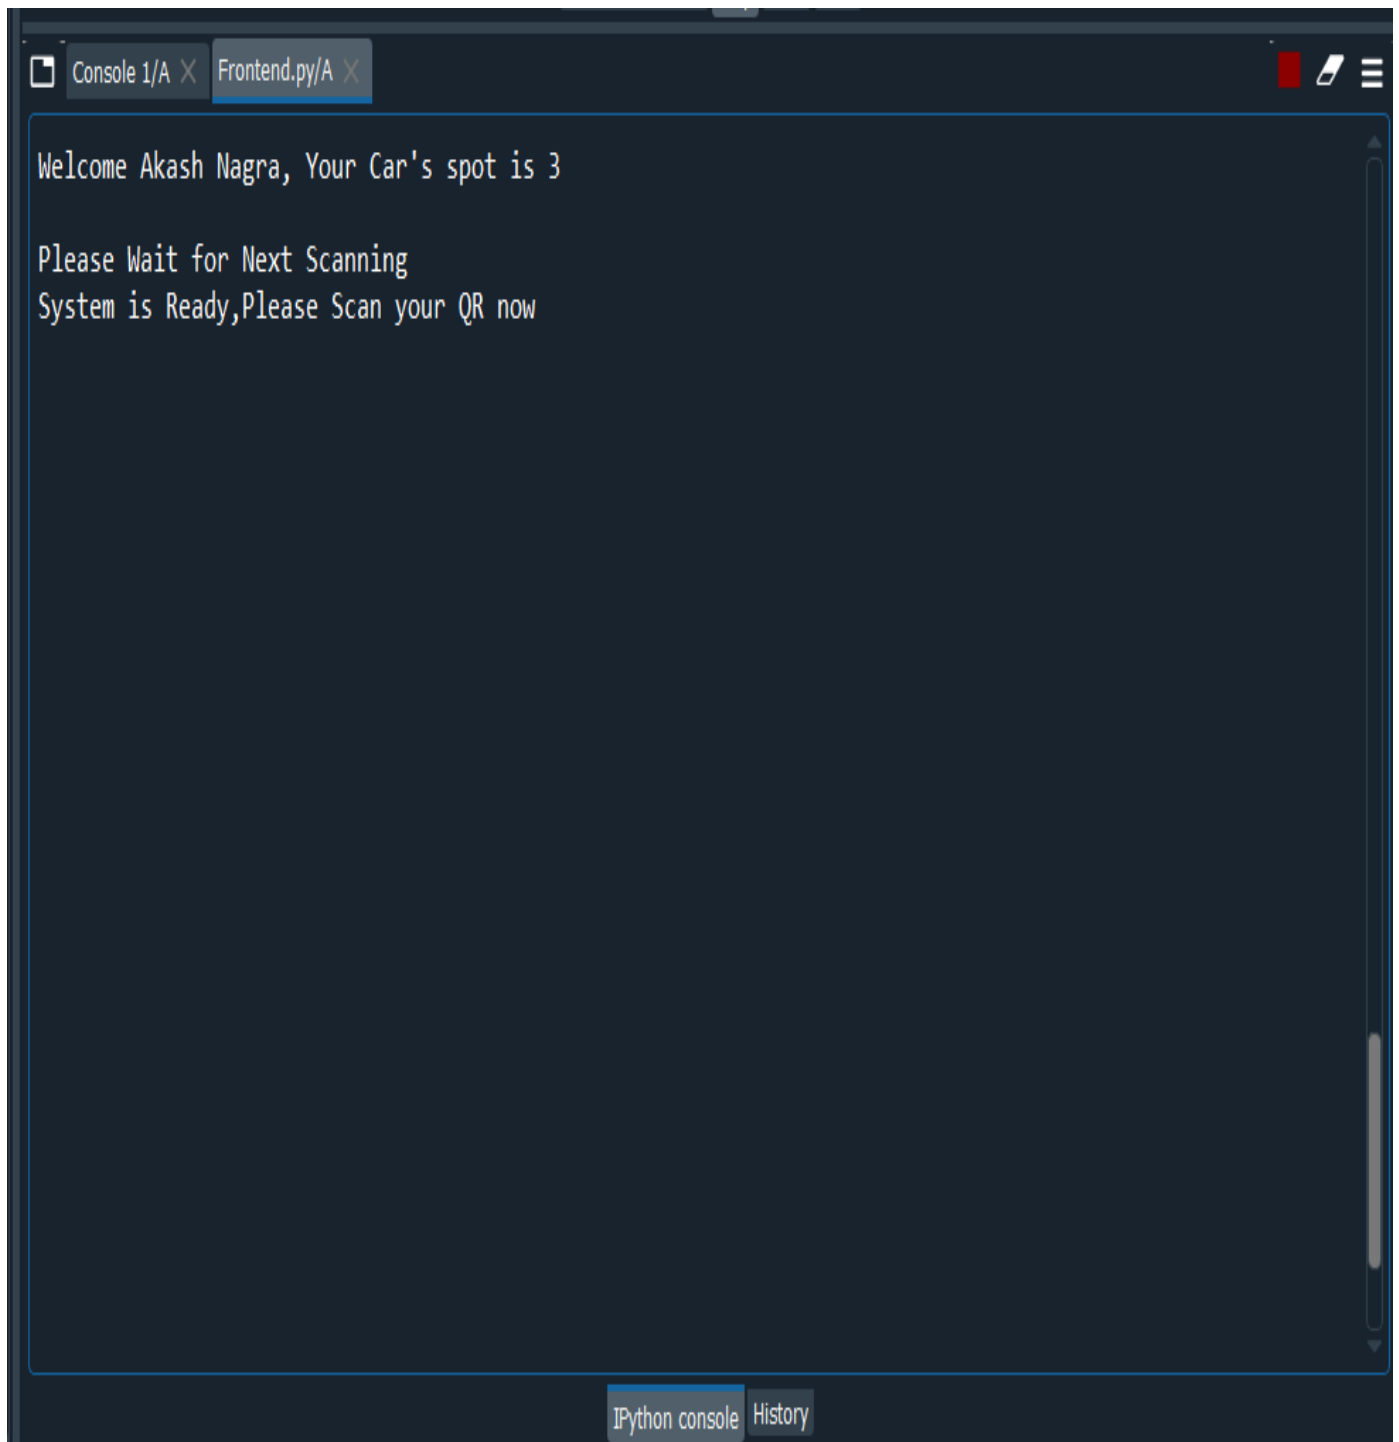 Console 1/A
Frontend.py/A
Welcome Akash Nagra, Your Car's spot is 3
Please Wait for Next Scanning
System is Ready,Please Scan your QR now
IPython console
History